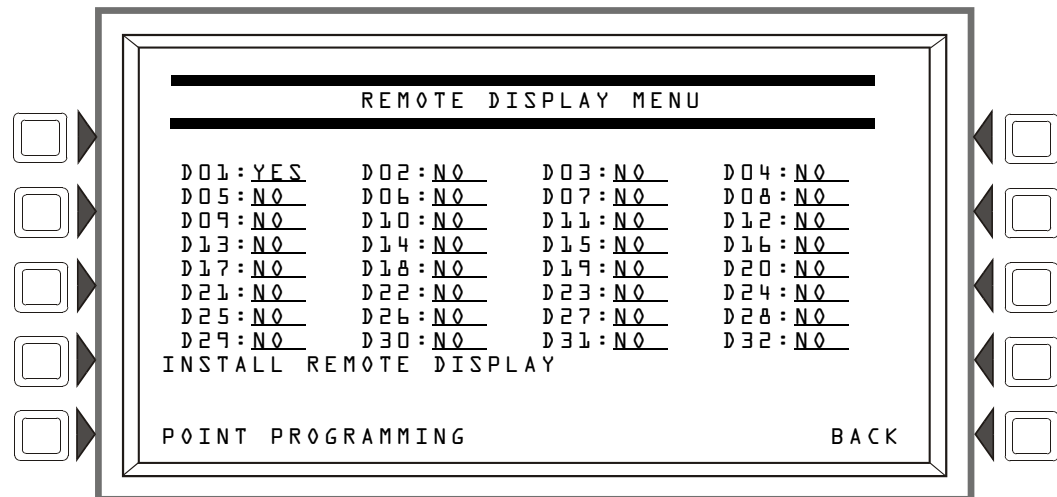 REMOTE DISPLAY MENU
D01:YES D02:NO D03:NO D04:NO
D05:NO D06:NO D07:NO D08:NO
D09:NO D10:NO D11:NO D12:NO
D13:NO D14:NO D15:NO D16:NO
D17:NO D18:NO D19:NO D20:NO
D21:NO D22:NO D23:NO D24:NO
D25:NO D26:NO D27:NO D28:NO
D29:NO D30:NO D31:NO D32:NO
INSTALL REMOTE DISPLAY
POINT PROGRAMMING BACK